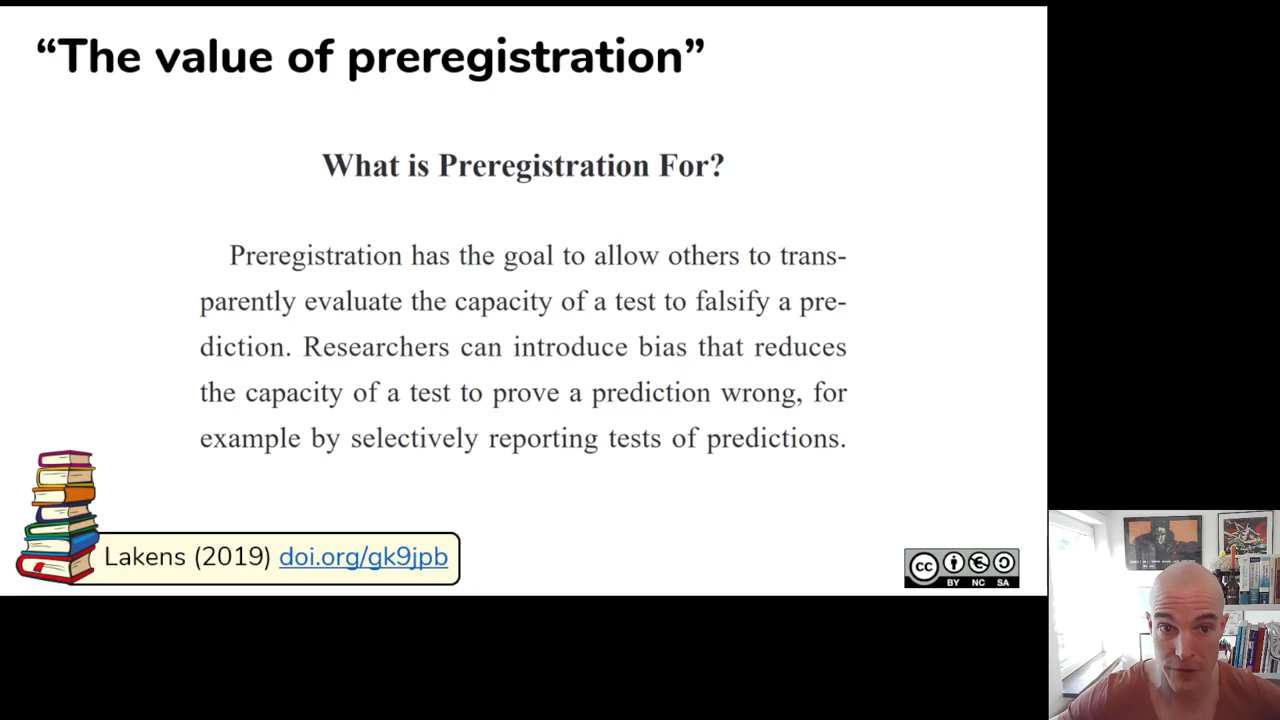 “The value of preregistration”
What is Preregistration For?
Preregistration has the goal to allow others to trans-
parently evaluate the capacity of a test to falsify a pre-
diction. Researchers can introduce bias that reduces
the capacity of a test to prove a prediction wrong, for
example by selectively reporting tests of predictions.
Lakens (2019) doi.org/gk9jpb
cc
BY NC SA